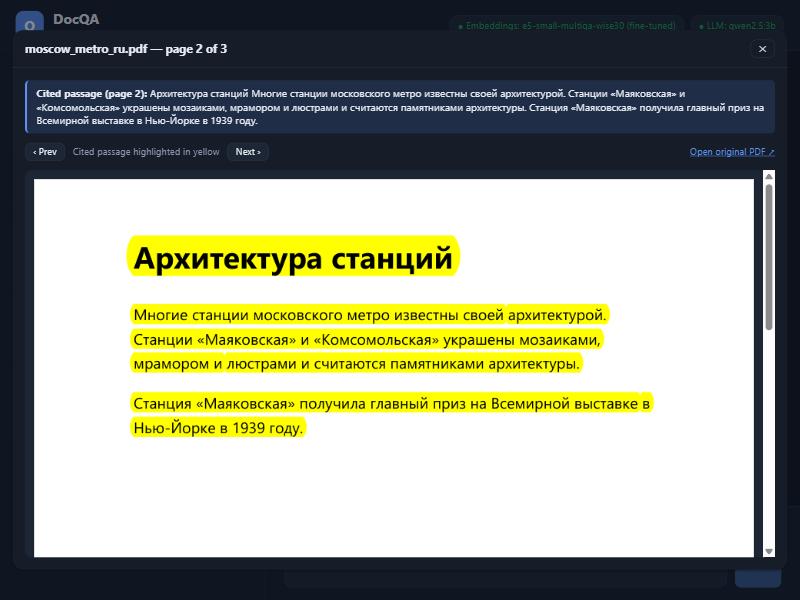 Q DocQA
● Embeddings: e5-small-multiqa-wise30 (fine-tuned) ● LLM: qwen2.5:3b
moscow_metro_ru.pdf — page 2 of 3 ✕
Cited passage (page 2): Архитектура станций Многие станции московского метро известны своей архитектурой. Станции «Маяковская» и
«Комсомольская» украшены мозаиками, мрамором и люстрами и считаются памятниками архитектуры. Станция «Маяковская» получила главный приз на
Всемирной выставке в Нью-Йорке в 1939 году.
‹ Prev Cited passage highlighted in yellow Next › Open original PDF ↗
Архитектура станций
Многие станции московского метро известны своей архитектурой.
Станции «Маяковская» и «Комсомольская» украшены мозаиками,
мрамором и люстрами и считаются памятниками архитектуры.
Станция «Маяковская» получила главный приз на Всемирной выставке в
Нью-Йорке в 1939 году.